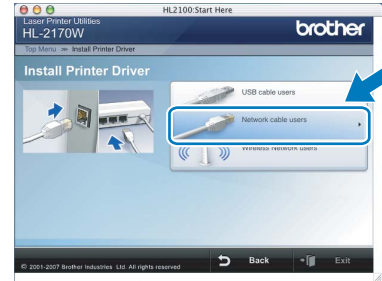 HL2100:Start Here
Laser Printer Utilities
HL-2170W
brother
Top Menu Install Printer Driver
Install Printer Driver
USB cable users
Network cable users
Wireless Network users
© 2001-2007 Brother Industries Ltd. All rights reserved
Back
Exit